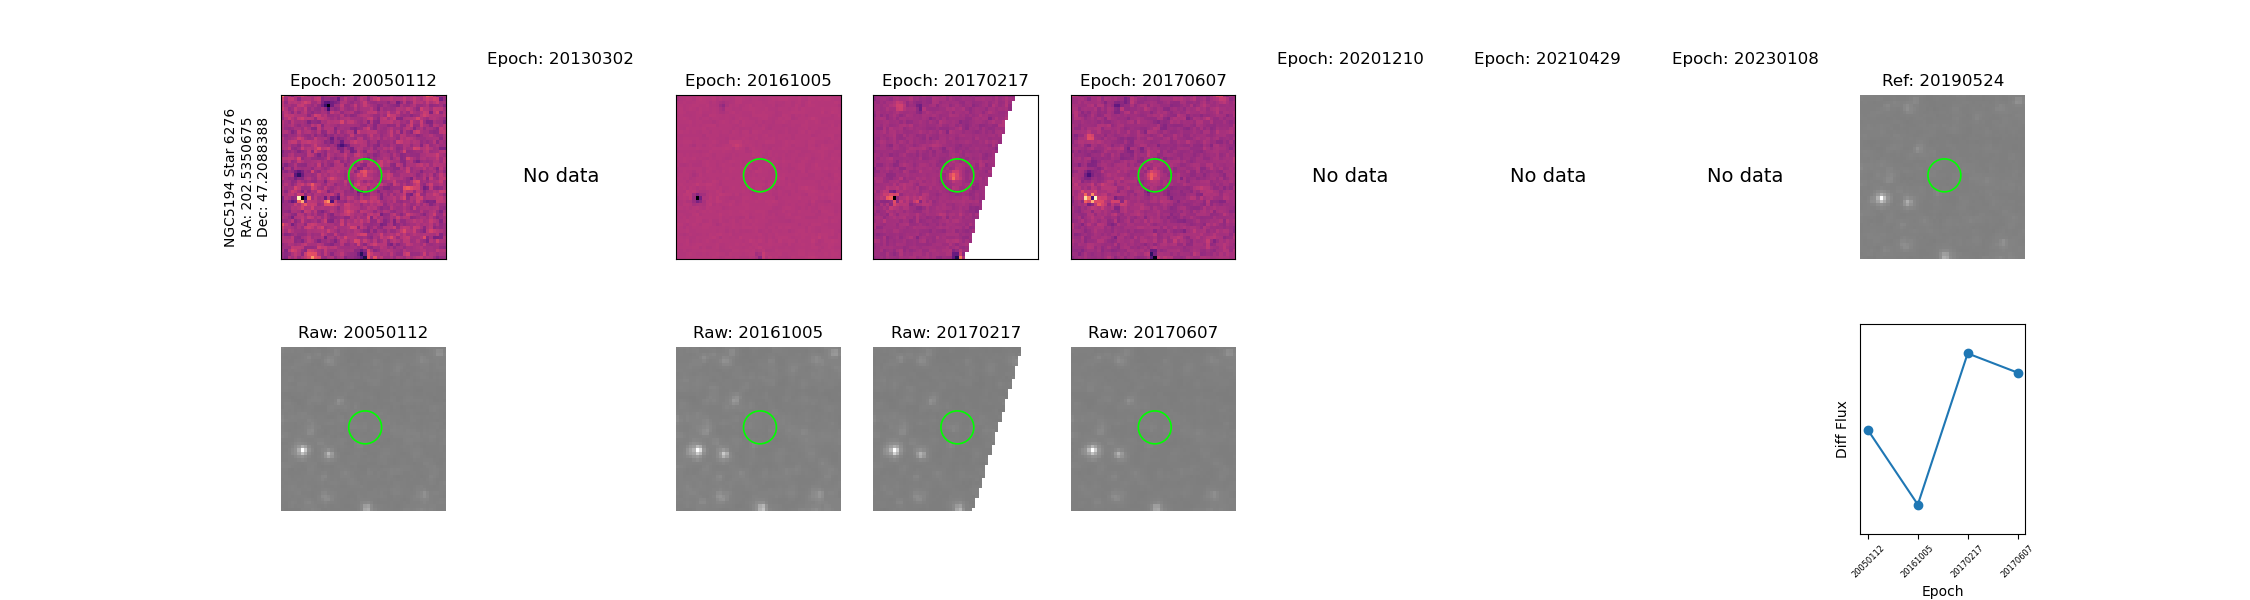 Epoch: 20050112
Epoch: 20130302
Epoch: 20161005
Epoch: 20170217
Epoch: 20170607
Epoch: 20201210
Epoch: 20210429
Epoch: 20230108
Ref: 20190524
NGC5194 Star 6276
RA: 202.5350675
Dec: 47.2088388
No data
No data
No data
No data
Raw: 20050112
Raw: 20161005
Raw: 20170217
Raw: 20170607
Diff Flux
20050112
20161005
20170217
20170607
Epoch